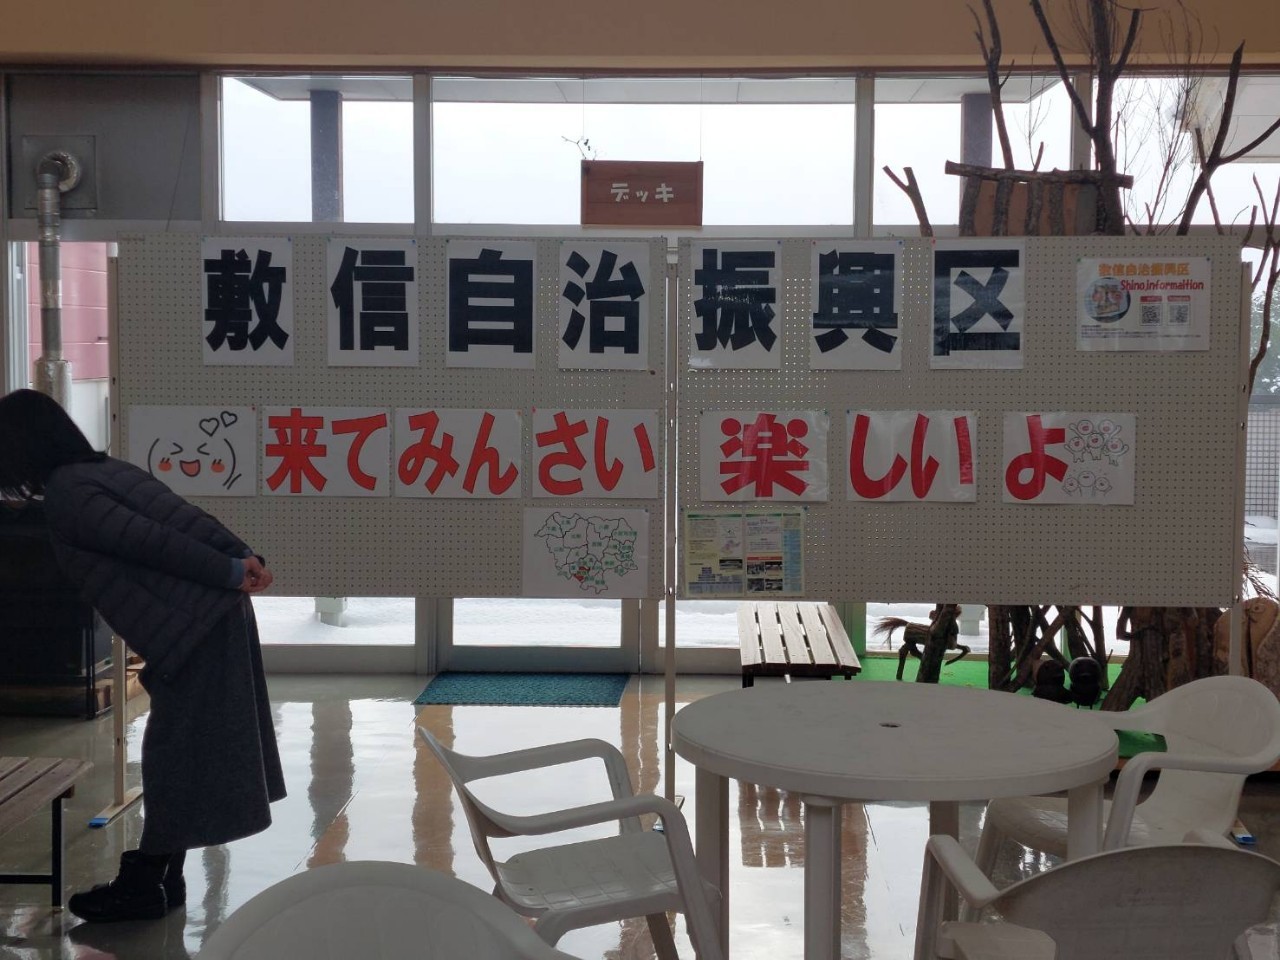 デッキ
敷信自治振興区
敷信自治振興区
Shino,informaition
来てみんさい 楽しいよ